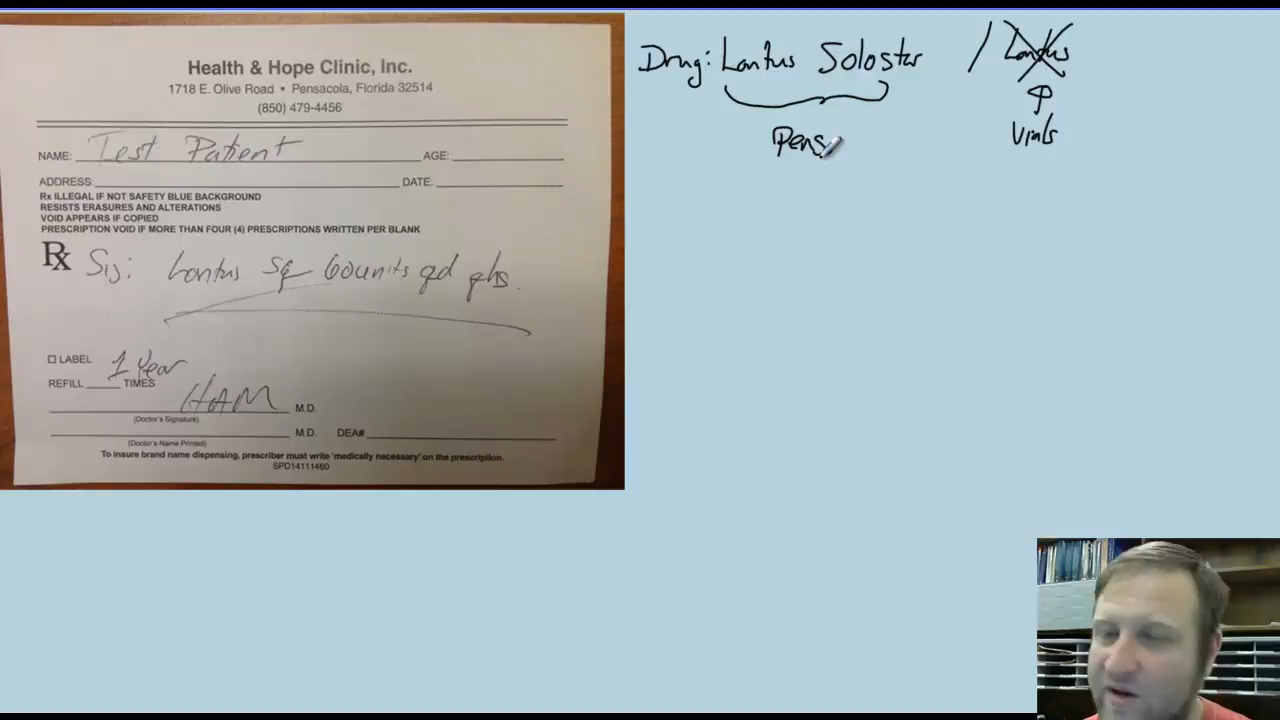 Health & Hope Clinic, Inc.
1718 E. Olive Road • Pensacola, Florida 32514
(850) 479-4456
NAME: Test Patient AGE:
ADDRESS: DATE:
Rx ILLEGAL IF NOT SAFETY BLUE BACKGROUND
RESISTS ERASURES AND ALTERATIONS
VOID APPEARS IF COPIED
PRESCRIPTION VOID IF MORE THAN FOUR (4) PRESCRIPTIONS WRITTEN PER BLANK
Rx Sig: Lantus sq 60units qd qhs.
LABEL 1 Year
REFILL TIMES
HAM M.D.
(Doctor's Signature)
M.D. DEA#
(Doctor's Name Printed)
To insure brand name dispensing, prescriber must write 'medically necessary' on the prescription.
SPD14111460
Drug: Lantus Solostar / Lantus
Pens
Vials